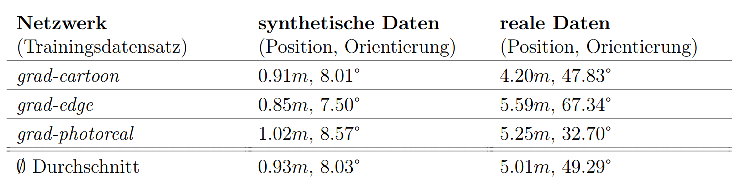 Netzwerk synthetische Daten reale Daten
(Trainingsdatensatz) (Position, Orientierung) (Position, Orientierung)
grad-cartoon 0.91m, 8.01° 4.20m, 47.83°
grad-edge 0.85m, 7.50° 5.59m, 67.34°
grad-photoreal 1.02m, 8.57° 5.25m, 32.70°
∅ Durchschnitt 0.93m, 8.03° 5.01m, 49.29°